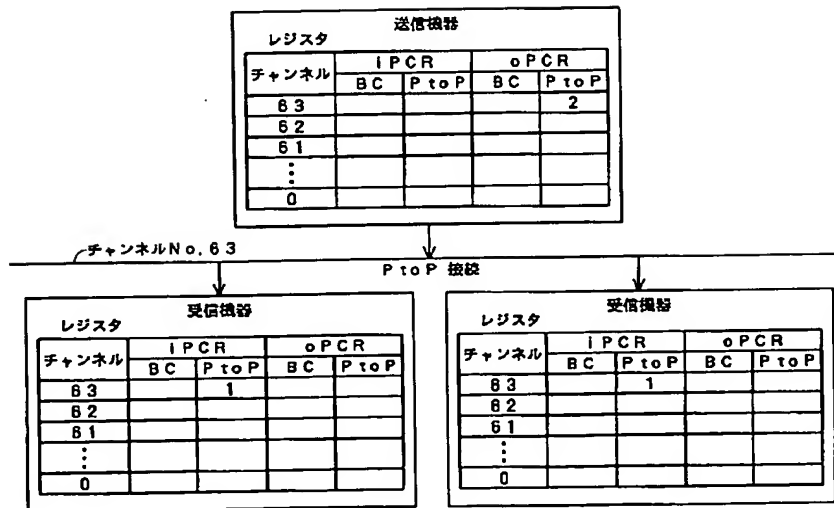 送信機器
レジスタ
チャンネル iPCR oPCR
BC PtoP BC PtoP
63 2
62
61
⋮
0
チャンネルNo.63
PtoP 接続
受信機器
レジスタ
チャンネル iPCR oPCR
BC PtoP BC PtoP
63 1
62
61
⋮
0
受信機器
レジスタ
チャンネル iPCR oPCR
BC PtoP BC PtoP
63 1
62
61
⋮
0